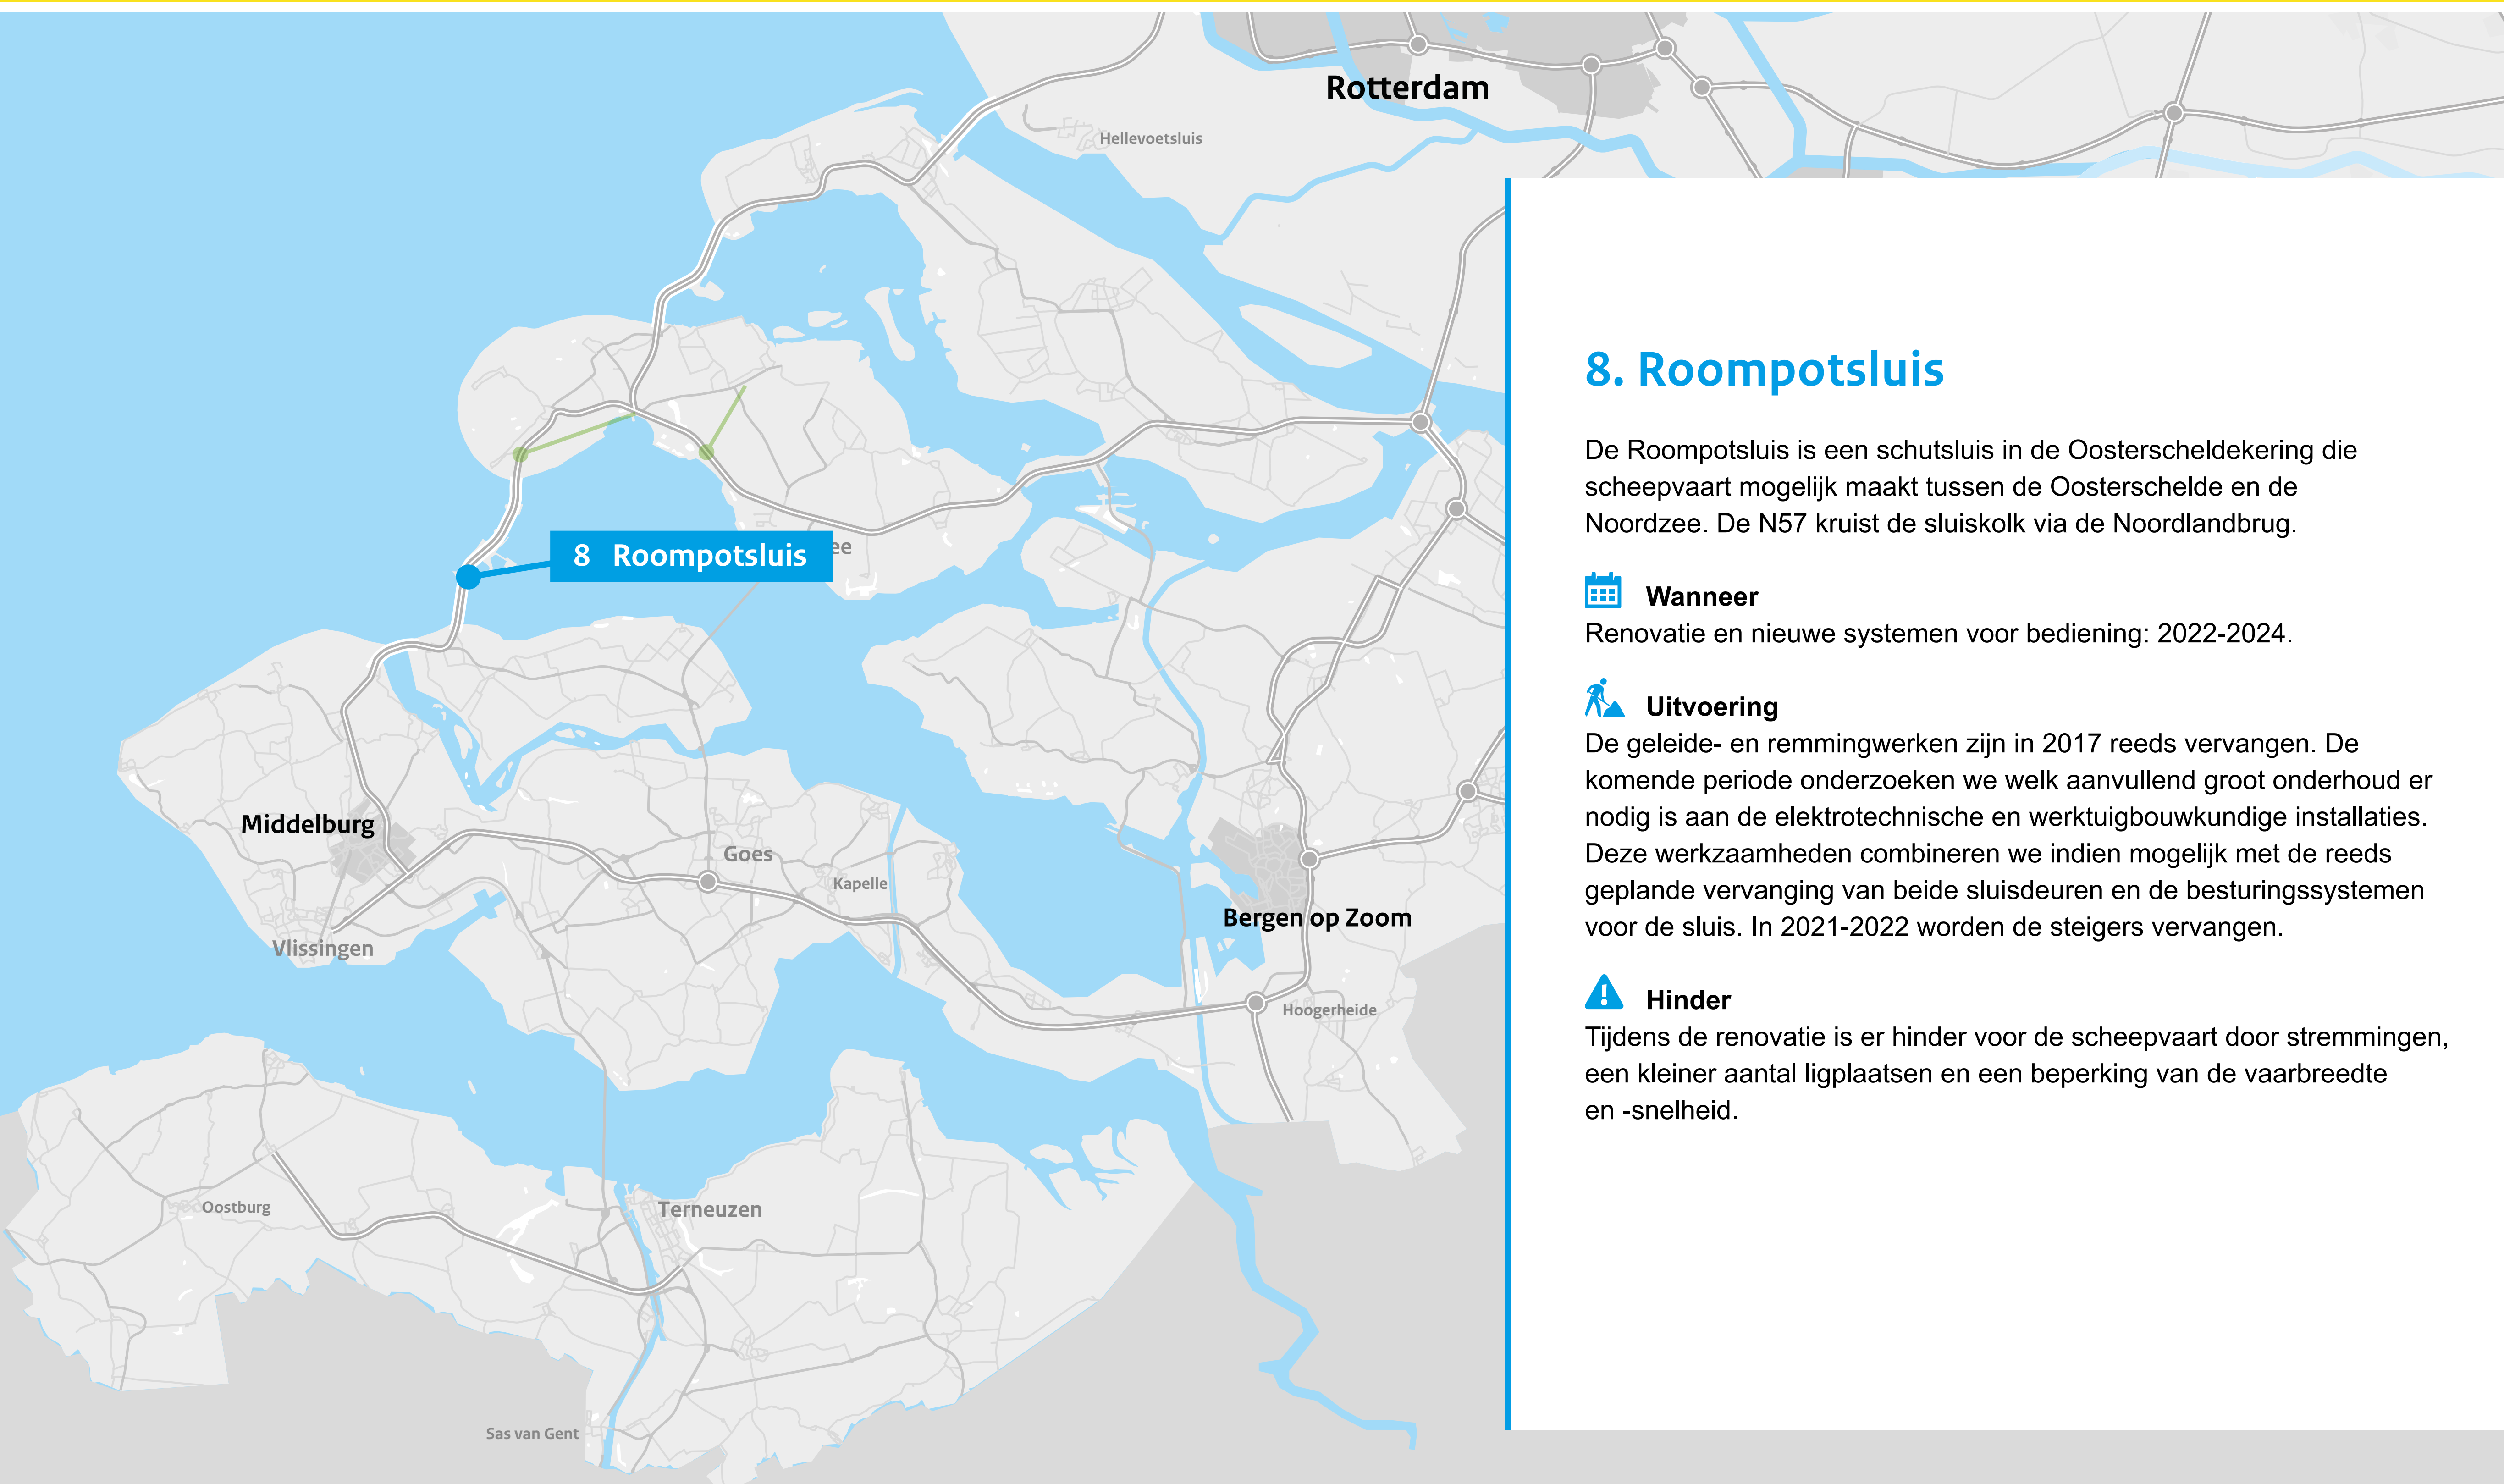 Rotterdam
Hellevoetsluis
8 Roompotsluis
Middelburg
Goes
Kapelle
Bergen op Zoom
Vlissingen
Hoogerheide
Oostburg
Terneuzen
Sas van Gent
8. Roompotsluis
De Roompotsluis is een schutsluis in de Oosterscheldekering die
scheepvaart mogelijk maakt tussen de Oosterschelde en de
Noordzee. De N57 kruist de sluiskolk via de Noordlandbrug.
Wanneer
Renovatie en nieuwe systemen voor bediening: 2022-2024.
Uitvoering
De geleide- en remmingwerken zijn in 2017 reeds vervangen. De
komende periode onderzoeken we welk aanvullend groot onderhoud er
nodig is aan de elektrotechnische en werktuigbouwkundige installaties.
Deze werkzaamheden combineren we indien mogelijk met de reeds
geplande vervanging van beide sluisdeuren en de besturingssystemen
voor de sluis. In 2021-2022 worden de steigers vervangen.
Hinder
Tijdens de renovatie is er hinder voor de scheepvaart door stremmingen,
een kleiner aantal ligplaatsen en een beperking van de vaarbreedte
en -snelheid.